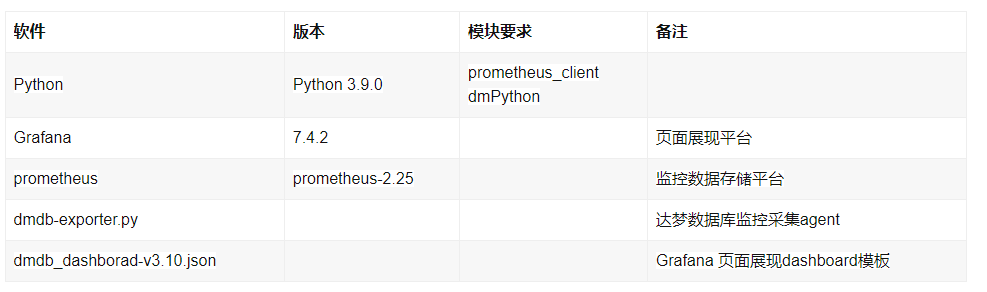 软件 版本 模块要求 备注
Python Python 3.9.0 prometheus_client
dmPython
Grafana 7.4.2 页面展现平台
prometheus prometheus-2.25 监控数据存储平台
dmdb-exporter.py 达梦数据库监控采集agent
dmdb_dashborad-v3.10.json Grafana 页面展现dashboard模板